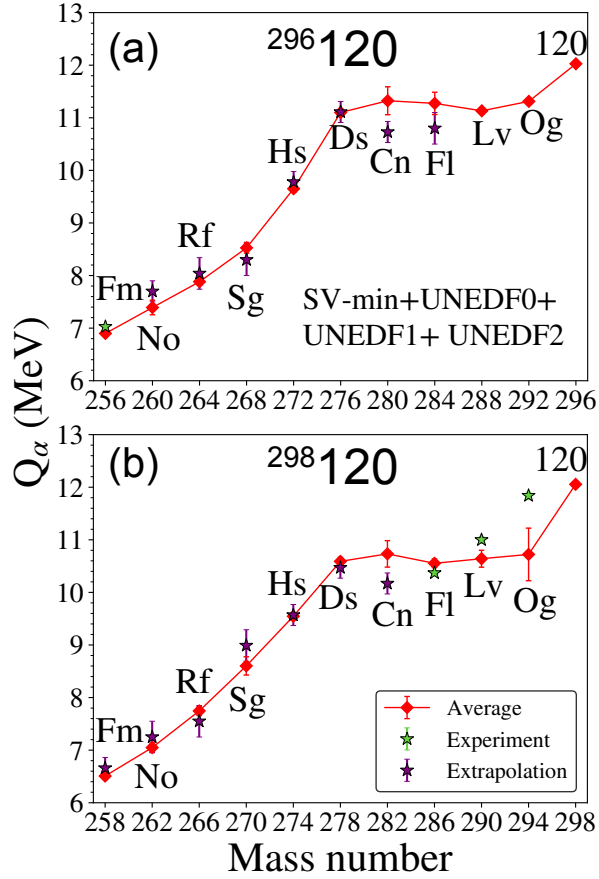 13
(a) ²⁹⁶120
120
12
11
Ds Cn Fl Lv Og
Hs
10
9
Rf
Fm
Sg
8
No
SV-min+UNEDF0+
UNEDF1+ UNEDF2
7
6
256 260 264 268 272 276 280 284 288 292 296
Qα (MeV)
13
(b) ²⁹⁸120
120
12
11
Ds Cn Fl Lv Og
10
Hs
9
Rf
8
Sg
Fm
7
No
6
Average
Experiment
Extrapolation
258 262 266 270 274 278 282 286 290 294 298
Mass number